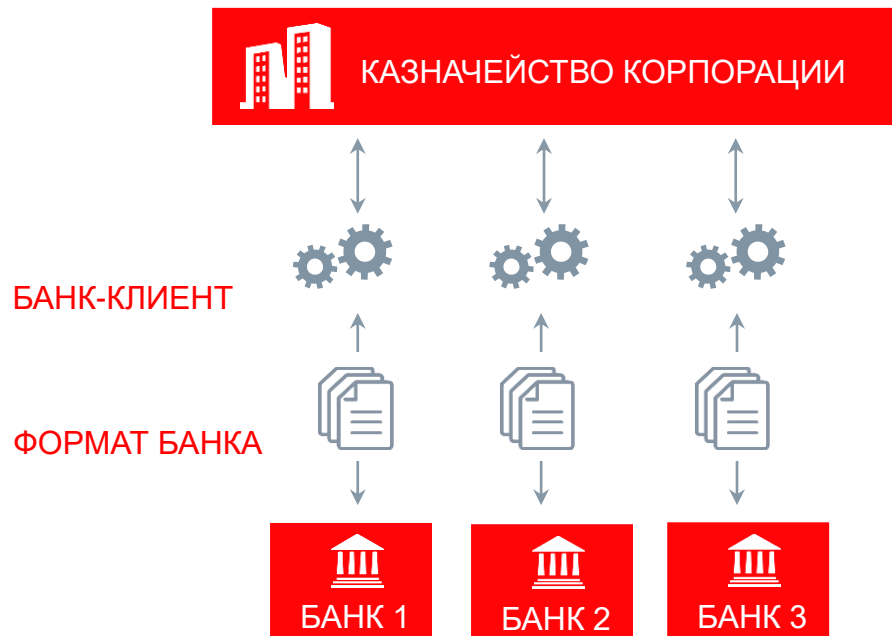 КАЗНАЧЕЙСТВО КОРПОРАЦИИ
БАНК-КЛИЕНТ
ФОРМАТ БАНКА
БАНК 1
БАНК 2
БАНК 3